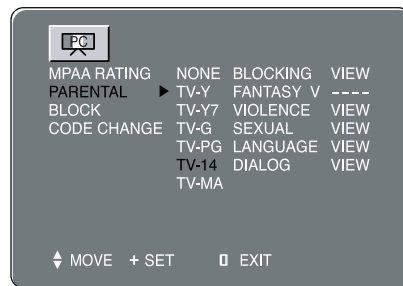 PC
MPAA RATING NONE BLOCKING VIEW
PARENTAL ▶ TV-Y FANTASY V ----
BLOCK TV-Y7 VIOLENCE VIEW
CODE CHANGE TV-G SEXUAL VIEW
TV-PG LANGUAGE VIEW
TV-14 DIALOG VIEW
TV-MA
MOVE + SET EXIT